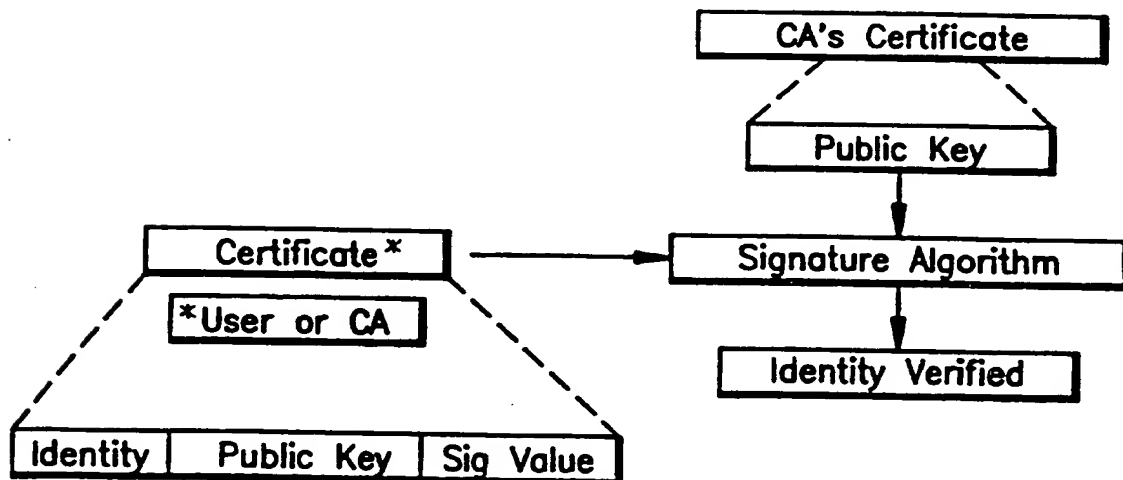 CA's Certificate
Public Key
Certificate*
Signature Algorithm
*User or CA
Identity Verified
Identity Public Key Sig Value